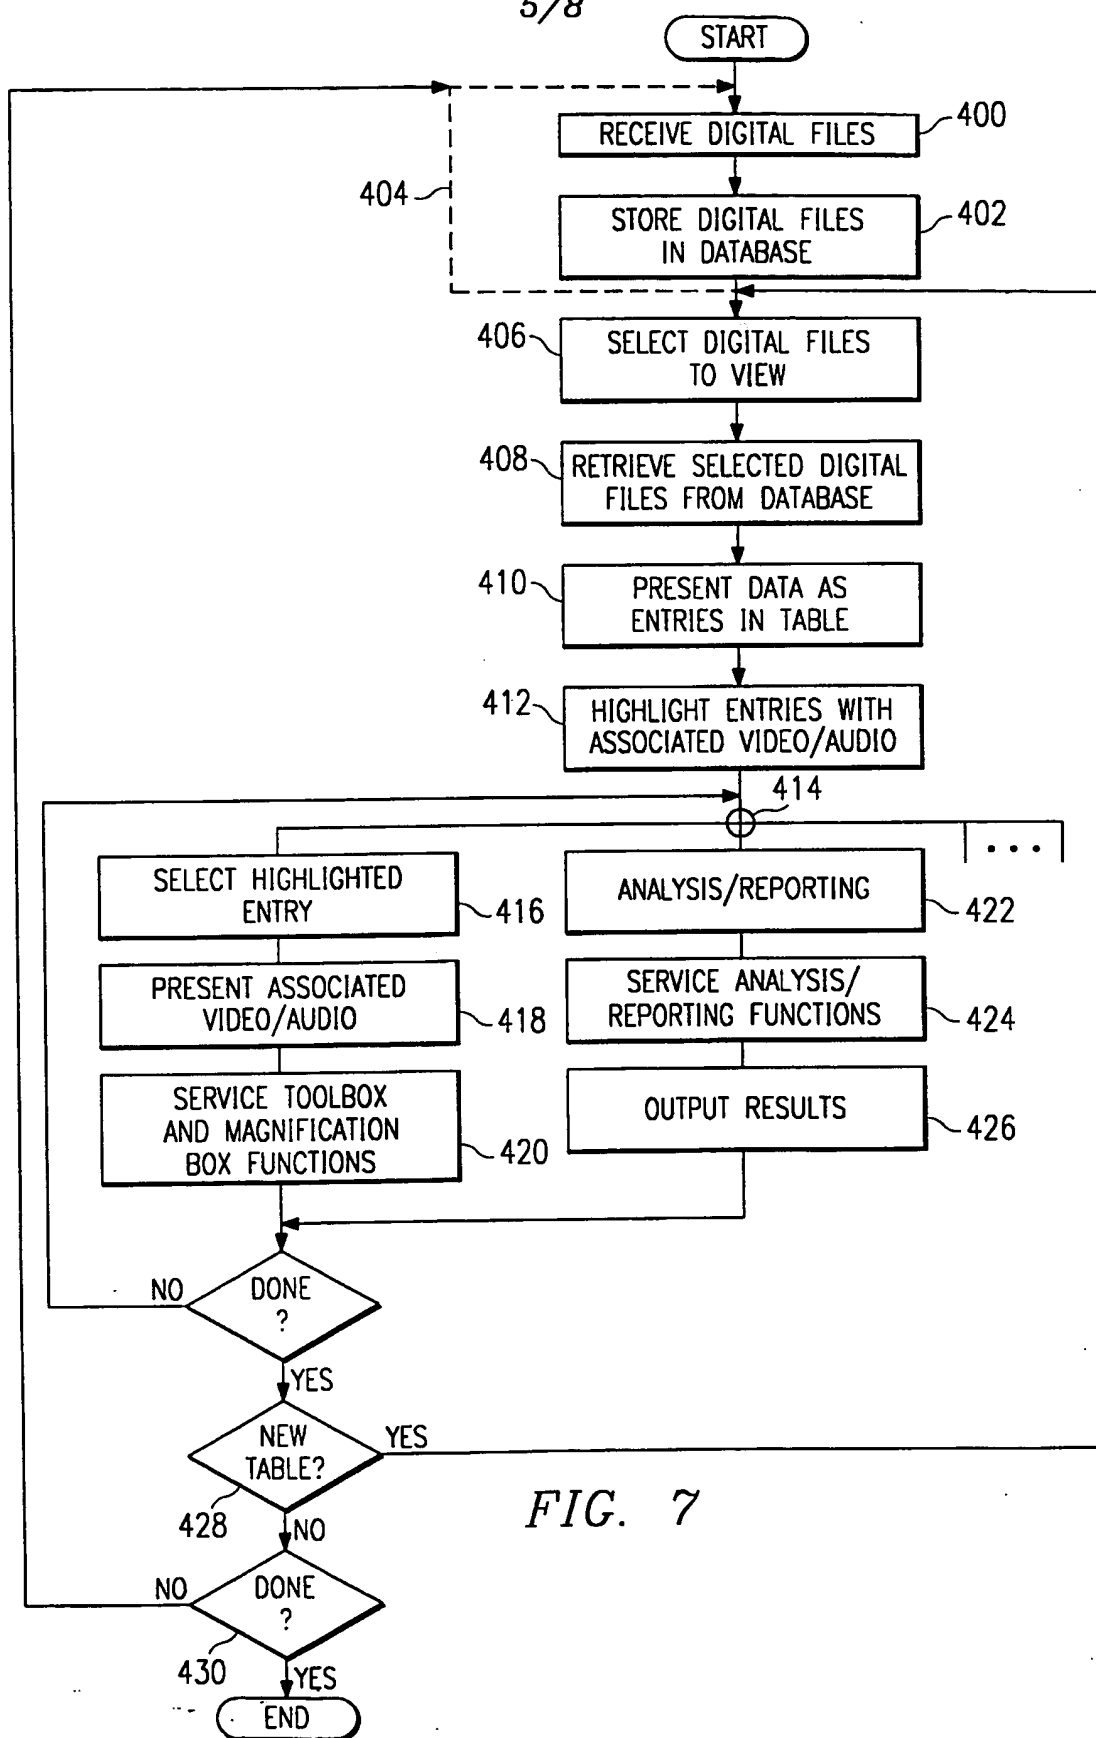 5/8
START
RECEIVE DIGITAL FILES
400
STORE DIGITAL FILES
IN DATABASE
402
404
406
SELECT DIGITAL FILES
TO VIEW
408
RETRIEVE SELECTED DIGITAL
FILES FROM DATABASE
410
PRESENT DATA AS
ENTRIES IN TABLE
412
HIGHLIGHT ENTRIES WITH
ASSOCIATED VIDEO/AUDIO
414
SELECT HIGHLIGHTED
ENTRY
416
ANALYSIS/REPORTING
422
...
PRESENT ASSOCIATED
VIDEO/AUDIO
418
SERVICE ANALYSIS/
REPORTING FUNCTIONS
424
SERVICE TOOLBOX
AND MAGNIFICATION
BOX FUNCTIONS
420
OUTPUT RESULTS
426
NO
DONE
?
YES
NEW
TABLE?
YES
428
NO
FIG. 7
NO
DONE
?
430
YES
END